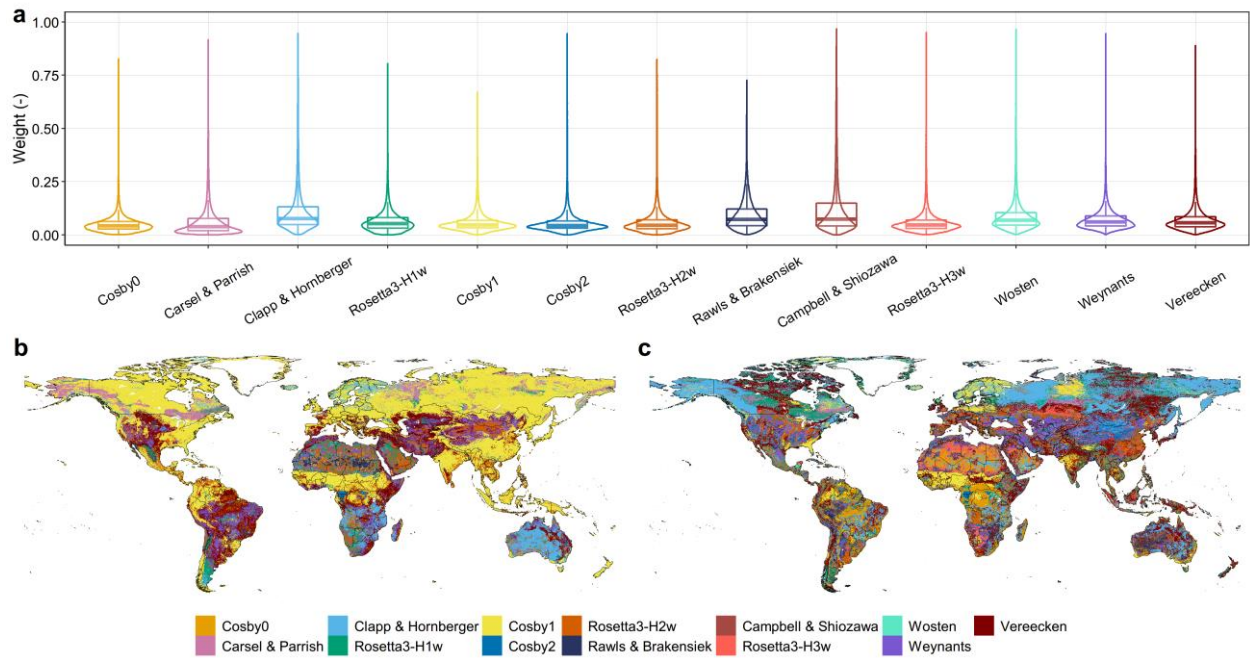 a
1.00
0.75
0.50
0.25
0.00
Weight (-)
Cosby0
Carsel & Parrish
Clapp & Hornberger
Rosetta3-H1w
Cosby1
Cosby2
Rosetta3-H2w
Rawls & Brakensiek
Campbell & Shiozawa
Rosetta3-H3w
Wosten
Weynants
Vereecken
b
c
Cosby0 Clapp & Hornberger Cosby1 Rosetta3-H2w Campbell & Shiozawa Wosten Vereecken
Carsel & Parrish Rosetta3-H1w Cosby2 Rawls & Brakensiek Rosetta3-H3w Weynants